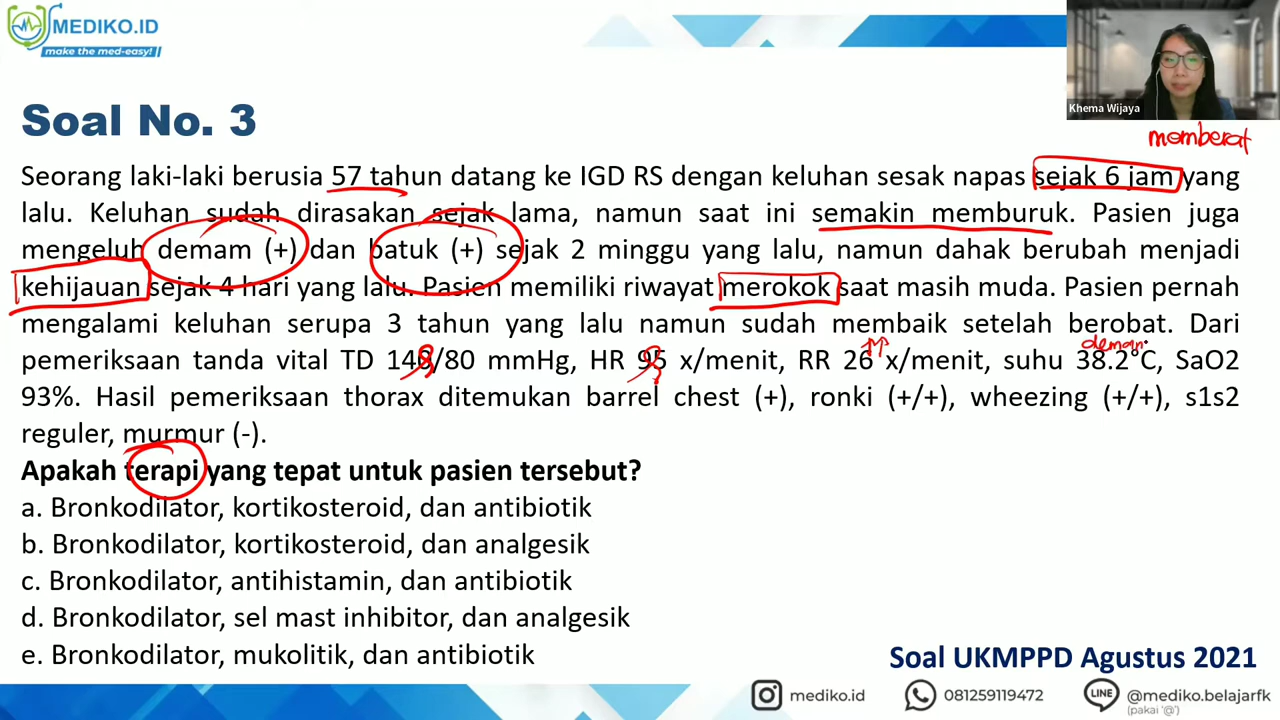 MEDIKO.ID
make the med-easy!
Khema Wijaya
memberat
Soal No. 3
Seorang laki-laki berusia 57 tahun datang ke IGD RS dengan keluhan sesak napas sejak 6 jam yang
lalu. Keluhan sudah dirasakan sejak lama, namun saat ini semakin memburuk. Pasien juga
mengeluh demam (+) dan batuk (+) sejak 2 minggu yang lalu, namun dahak berubah menjadi
kehijauan sejak 4 hari yang lalu. Pasien memiliki riwayat merokok saat masih muda. Pasien pernah
mengalami keluhan serupa 3 tahun yang lalu namun sudah membaik setelah berobat. Dari
demam
pemeriksaan tanda vital TD 140/80 mmHg, HR 95 x/menit, RR 26 x/menit, suhu 38.2°C, SaO2
93%. Hasil pemeriksaan thorax ditemukan barrel chest (+), ronki (+/+), wheezing (+/+), s1s2
reguler, murmur (-).
Apakah terapi yang tepat untuk pasien tersebut?
a. Bronkodilator, kortikosteroid, dan antibiotik
b. Bronkodilator, kortikosteroid, dan analgesik
c. Bronkodilator, antihistamin, dan antibiotik
d. Bronkodilator, sel mast inhibitor, dan analgesik
e. Bronkodilator, mukolitik, dan antibiotik
Soal UKMPPD Agustus 2021
mediko.id
081259119472
LINE
@mediko.belajarfk
(pakai '@')